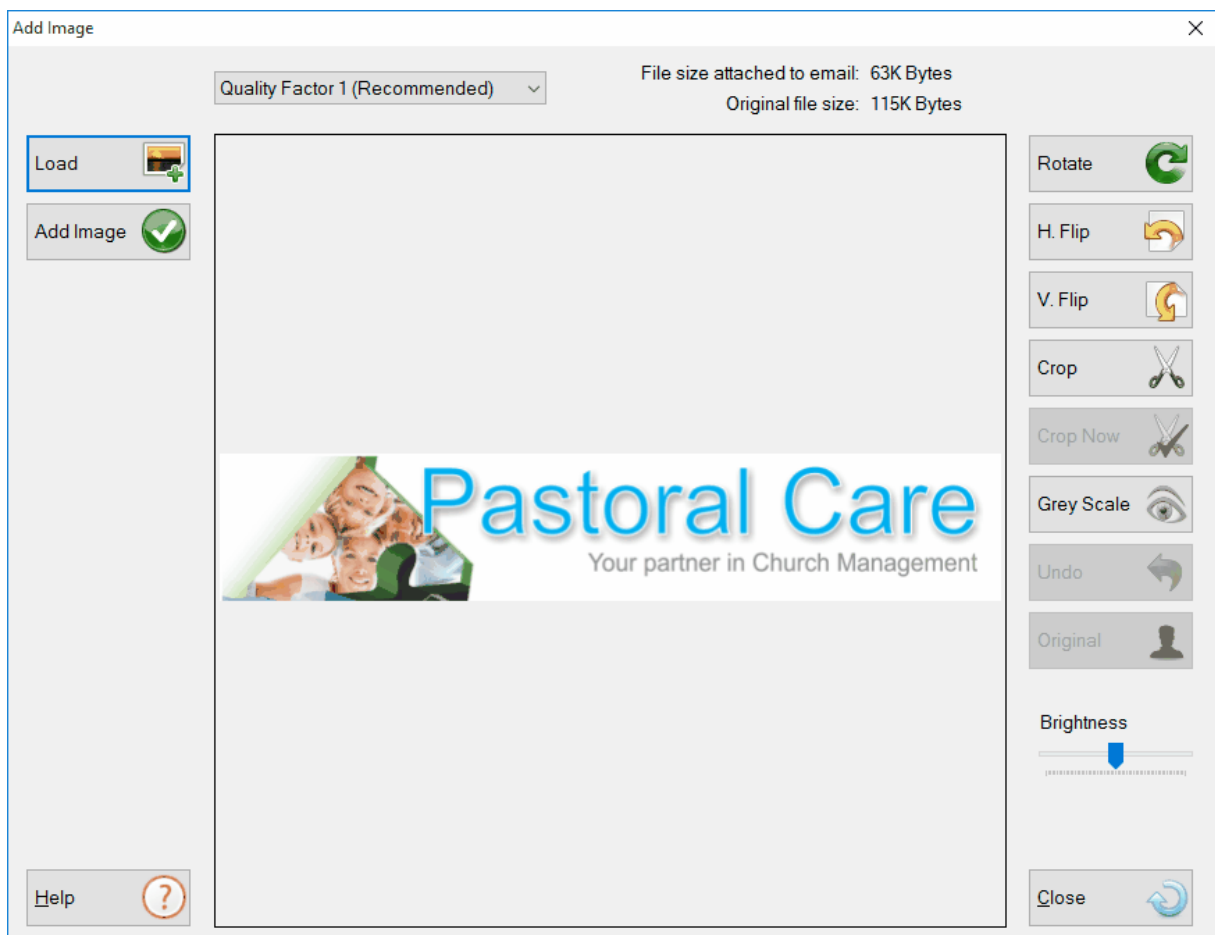 Add Image
Quality Factor 1 (Recommended)
File size attached to email: 63K Bytes
Original file size: 115K Bytes
Load
Add Image
Rotate
H. Flip
V. Flip
Crop
Crop Now
Grey Scale
Undo
Original
Brightness
Pastoral Care
Your partner in Church Management
Help
Close